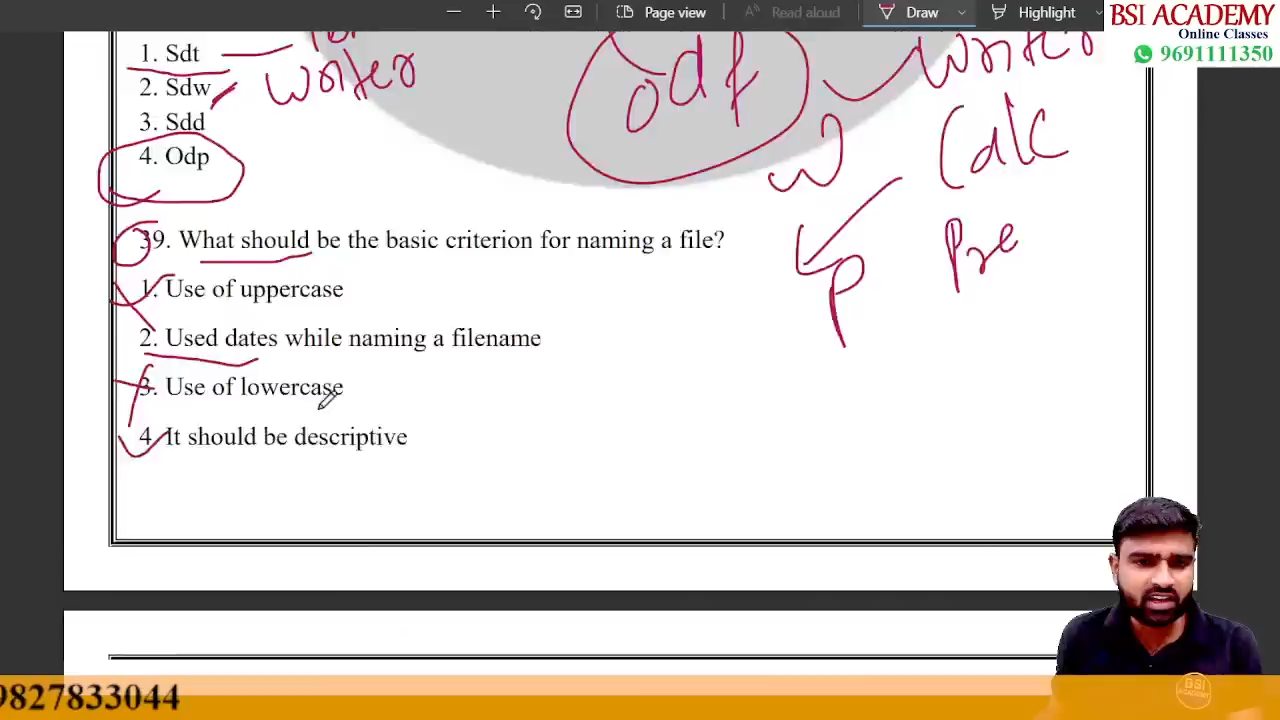 Page view
Read aloud
Draw
Highlight
BSI ACADEMY
Online Classes
9691111350
1. Sdt
writer
2. Sdw
3. Sdd
4. Odp
odf
writer
w
Calc
P
Pre
39. What should be the basic criterion for naming a file?
1. Use of uppercase
2. Used dates while naming a filename
3. Use of lowercase
4. It should be descriptive
BSI
ACADEMY
9827833044